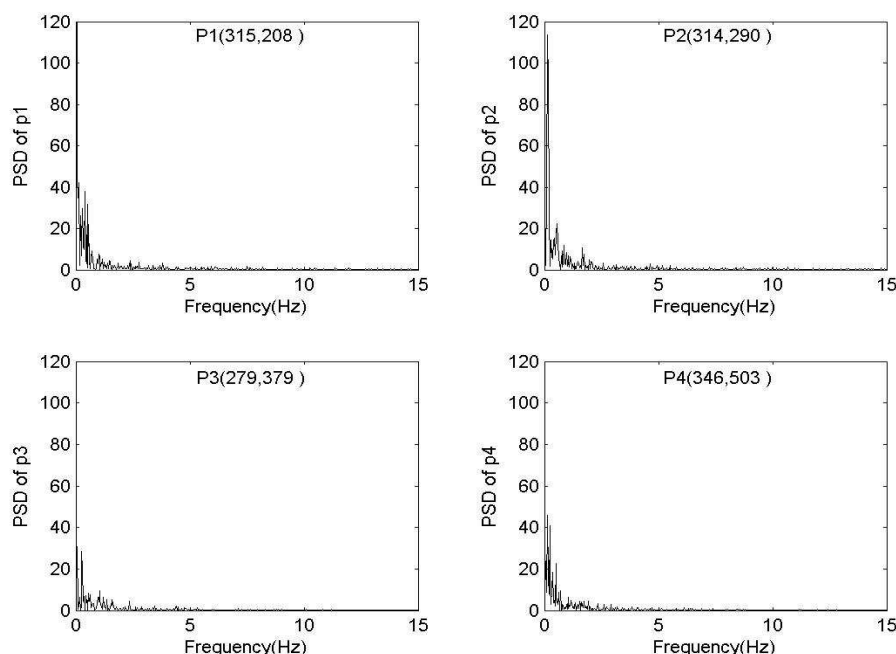 P1(315,208 )
120
100
80
60
40
20
0
PSD of p1
0 5 10 15
Frequency(Hz)
P2(314,290 )
120
100
80
60
40
20
0
PSD of p2
0 5 10 15
Frequency(Hz)
P3(279,379 )
120
100
80
60
40
20
0
PSD of p3
0 5 10 15
Frequency(Hz)
P4(346,503 )
120
100
80
60
40
20
0
PSD of p4
0 5 10 15
Frequency(Hz)